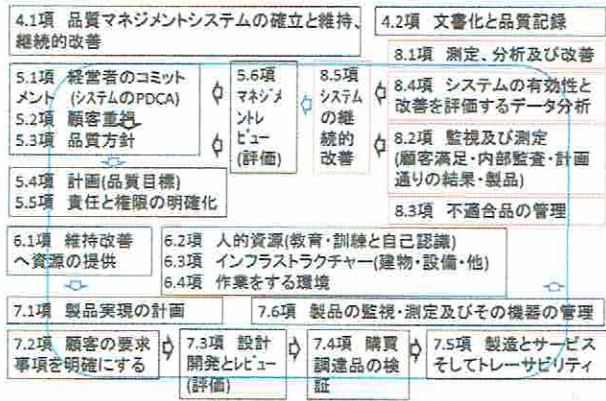 4.1項 品質マネジメントシステムの確立と維持、
継続的改善
4.2項 文書化と品質記録
5.1項 経営者のコミット
メント (システムのPDCA)
5.2項 顧客重視
5.3項 品質方針
5.6項
マネジメ
ントレ
ビュー
(評価)
8.5項
システム
の継
続的
改善
8.1項 測定、分析及び改善
8.4項 システムの有効性と
改善を評価するデータ分析
8.2項 監視及び測定
(顧客満足・内部監査・計画
通りの結果・製品)
8.3項 不適合品の管理
5.4項 計画(品質目標)
5.5項 責任と権限の明確化
6.1項 維持改善
へ資源の提供
6.2項 人的資源(教育・訓練と自己認識)
6.3項 インフラストラクチャー(建物・設備・他)
6.4項 作業をする環境
7.1項 製品実現の計画
7.6項 製品の監視・測定及びその機器の管理
7.2項 顧客の要求
事項を明確にする
7.3項 設計
開発とレビュー
(評価)
7.4項 購買
調達品の検
証
7.5項 製造とサービス
そしてトレーサビリティ